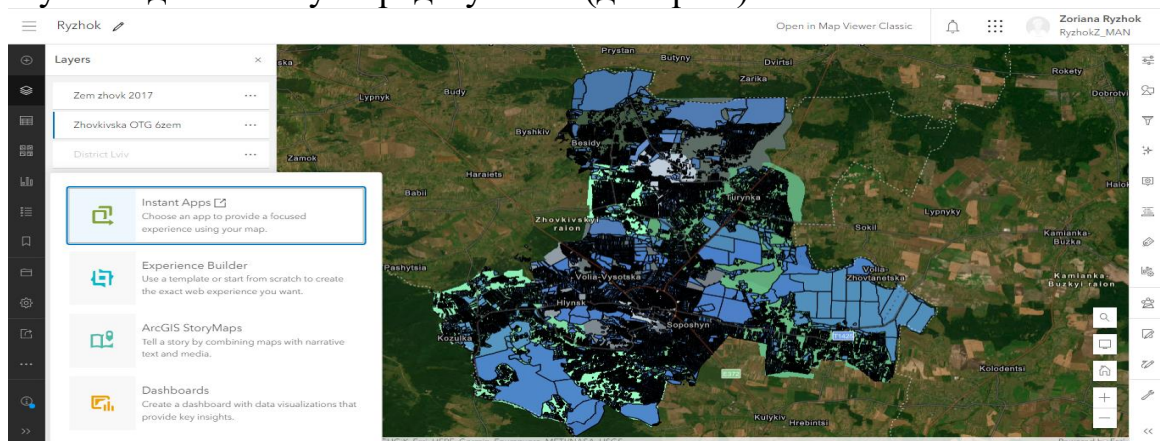 Ryzhok
Open in Map Viewer Classic
Zoriana Ryzhok
RyzhokZ_MAN
Layers
Zem zhovk 2017
Zhovkivska OTG 6zem
District Lviv
Instant Apps
Choose an app to provide a focused
experience using your map.
Experience Builder
Use a template or start from scratch to create
the exact web experience you want.
ArcGIS StoryMaps
Tell a story by combining maps with narrative
text and media.
Dashboards
Create a dashboard with data visualizations that
provide key insights.
Prystan
Butyny
Dvirtsi
Zarika
Rokety
Dobrotvi
Lypnyk
Budy
Byshkiv
Besidy
Zamok
Haraiets
Babii
Turynka
Lypnyky
Zhovkivskyi
raion
Sokil
Kamianka-
Buzka
Pashytsia
Volia-Vysotska
Volia-
Zhovtanetska
Kamianka-
Buzkyi raion
Hlynsk
Soposhyn
Kozulka
Kolodentsi
Kulykiv
Hrebintsi